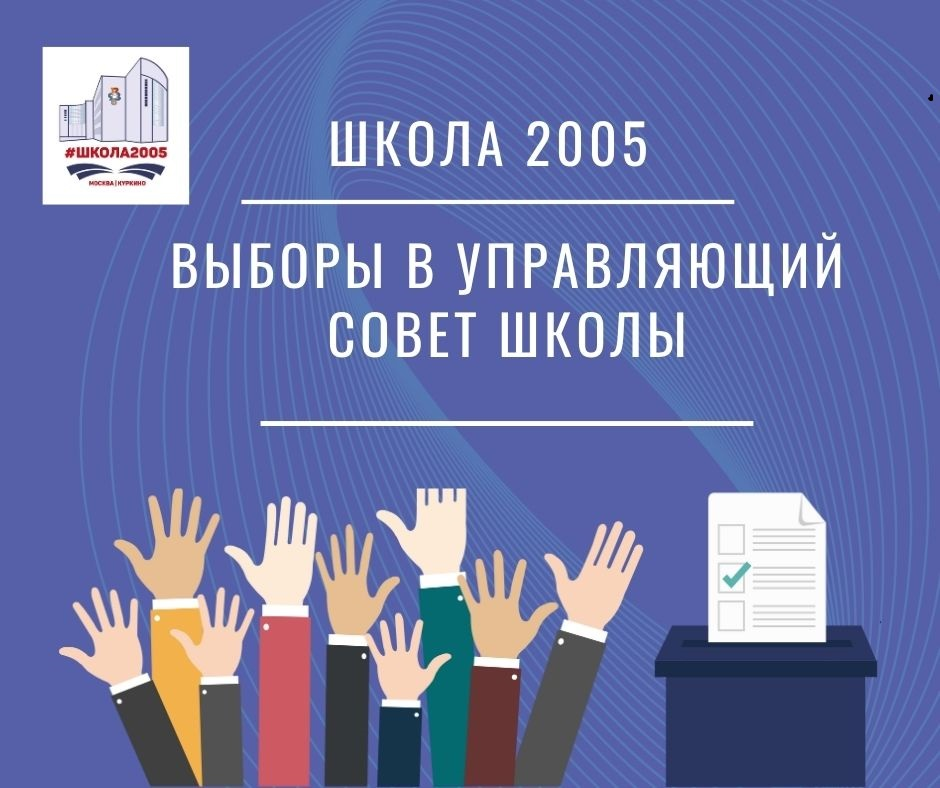 #ШКОЛА2005
МОСКВА|КУРКИНО
ШКОЛА 2005
ВЫБОРЫ В УПРАВЛЯЮЩИЙ
СОВЕТ ШКОЛЫ